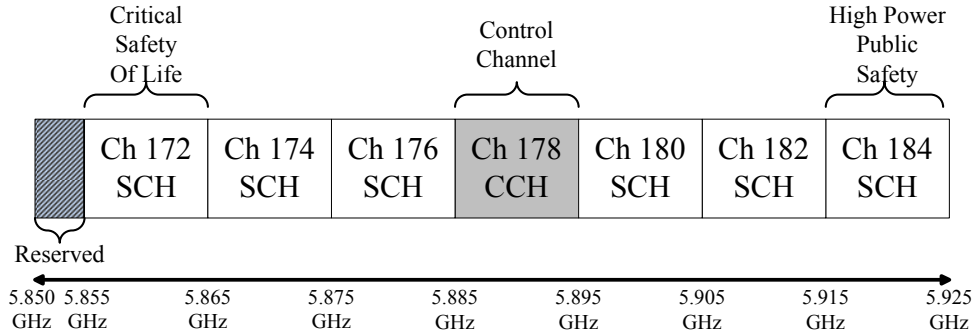 Critical
Safety
Of Life
Control
Channel
High Power
Public
Safety
Ch 172
SCH
Ch 174
SCH
Ch 176
SCH
Ch 178
CCH
Ch 180
SCH
Ch 182
SCH
Ch 184
SCH
Reserved
5.850
GHz
5.855
GHz
5.865
GHz
5.875
GHz
5.885
GHz
5.895
GHz
5.905
GHz
5.915
GHz
5.925
GHz